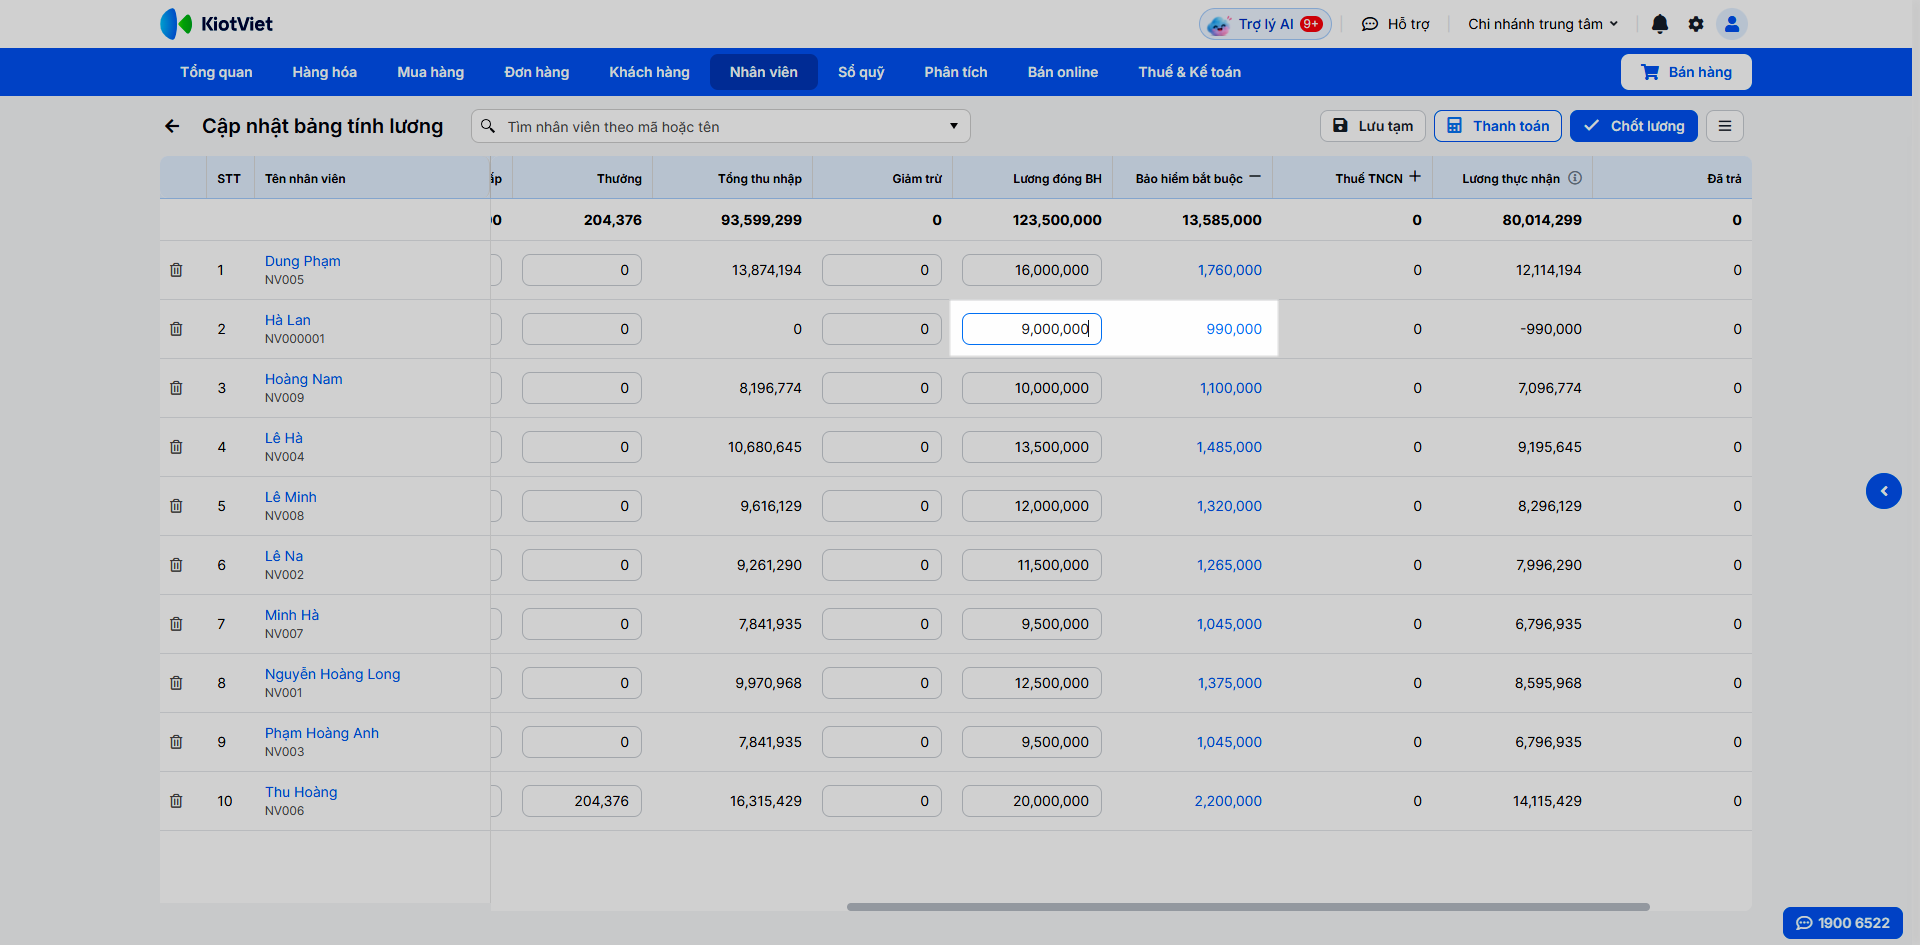 KiotViet
Trợ lý AI 9+ Hỗ trợ Chi nhánh trung tâm
Tổng quan Hàng hóa Mua hàng Đơn hàng Khách hàng Nhân viên Sổ quỹ Phân tích Bán online Thuế & Kế toán Bán hàng
Cập nhật bảng tính lương Tìm nhân viên theo mã hoặc tên Lưu tạm Thanh toán Chốt lương
STT Tên nhân viên ấp Thưởng Tổng thu nhập Giảm trừ Lương đóng BH Bảo hiểm bắt buộc Thuế TNCN Lương thực nhận Đã trả
0 204,376 93,599,299 0 123,500,000 13,585,000 0 80,014,299 0
1 Dung Phạm 0 13,874,194 0 16,000,000 1,760,000 0 12,114,194 0
NV005
2 Hà Lan 0 0 0 9,000,000 990,000 0 -990,000 0
NV000001
3 Hoàng Nam 0 8,196,774 0 10,000,000 1,100,000 0 7,096,774 0
NV009
4 Lê Hà 0 10,680,645 0 13,500,000 1,485,000 0 9,195,645 0
NV004
5 Lê Minh 0 9,616,129 0 12,000,000 1,320,000 0 8,296,129 0
NV008
6 Lê Na 0 9,261,290 0 11,500,000 1,265,000 0 7,996,290 0
NV002
7 Minh Hà 0 7,841,935 0 9,500,000 1,045,000 0 6,796,935 0
NV007
8 Nguyễn Hoàng Long 0 9,970,968 0 12,500,000 1,375,000 0 8,595,968 0
NV001
9 Phạm Hoàng Anh 0 7,841,935 0 9,500,000 1,045,000 0 6,796,935 0
NV003
10 Thu Hoàng 204,376 16,315,429 0 20,000,000 2,200,000 0 14,115,429 0
NV006
1900 6522